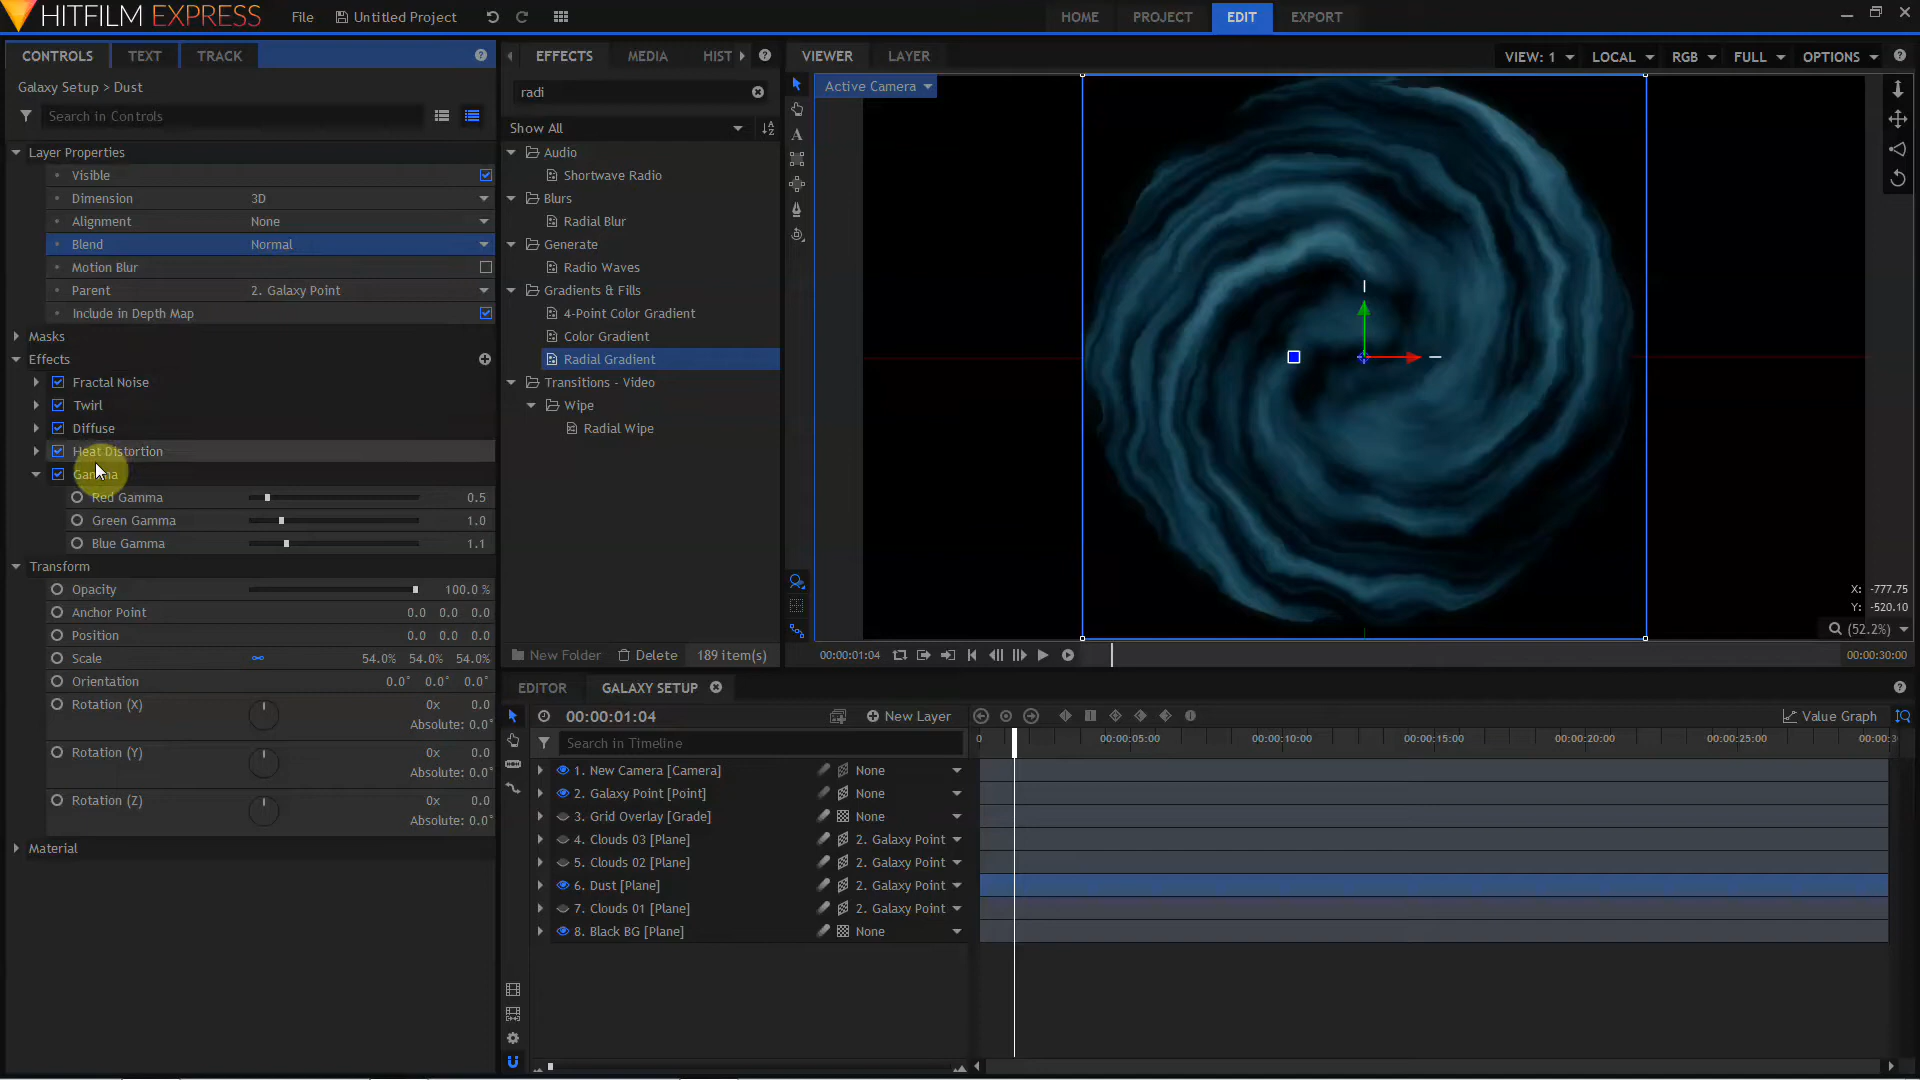 HITFILM EXPRESS
File
Untitled Project
HOME
PROJECT
EDIT
EXPORT
CONTROLS
TEXT
TRACK
Galaxy Setup > Dust
Search in Controls
Layer Properties
Visible
Dimension 3D
Alignment None
Blend Normal
Motion Blur
Parent 2. Galaxy Point
Include in Depth Map
Masks
Effects
Fractal Noise
Twirl
Diffuse
Heat Distortion
Gamma
Red Gamma 0.5
Green Gamma 1.0
Blue Gamma 1.1
Transform
Opacity 100.0 %
Anchor Point 0.0 0.0 0.0
Position 0.0 0.0 0.0
Scale 54.0% 54.0% 54.0%
Orientation 0.0° 0.0° 0.0°
Rotation (X) 0x 0.0
Absolute: 0.0°
Rotation (Y) 0x 0.0
Absolute: 0.0°
Rotation (Z) 0x 0.0
Absolute: 0.0°
Material
EFFECTS
MEDIA
HIST
radi
Show All
Audio
Shortwave Radio
Blurs
Radial Blur
Generate
Radio Waves
Gradients & Fills
4-Point Color Gradient
Color Gradient
Radial Gradient
Transitions - Video
Wipe
Radial Wipe
New Folder
Delete
189 item(s)
VIEWER
LAYER
VIEW: 1
LOCAL
RGB
FULL
OPTIONS
Active Camera
X: -777.75
Y: -520.10
(52.2%)
00:00:01:04
00:00:30:00
EDITOR
GALAXY SETUP
00:00:01:04
New Layer
Value Graph
Search in Timeline
0
00:00:05:00
00:00:10:00
00:00:15:00
00:00:20:00
00:00:25:00
00:00:3
1. New Camera [Camera] None
2. Galaxy Point [Point] None
3. Grid Overlay [Grade] None
4. Clouds 03 [Plane] 2. Galaxy Point
5. Clouds 02 [Plane] 2. Galaxy Point
6. Dust [Plane] 2. Galaxy Point
7. Clouds 01 [Plane] 2. Galaxy Point
8. Black BG [Plane] None